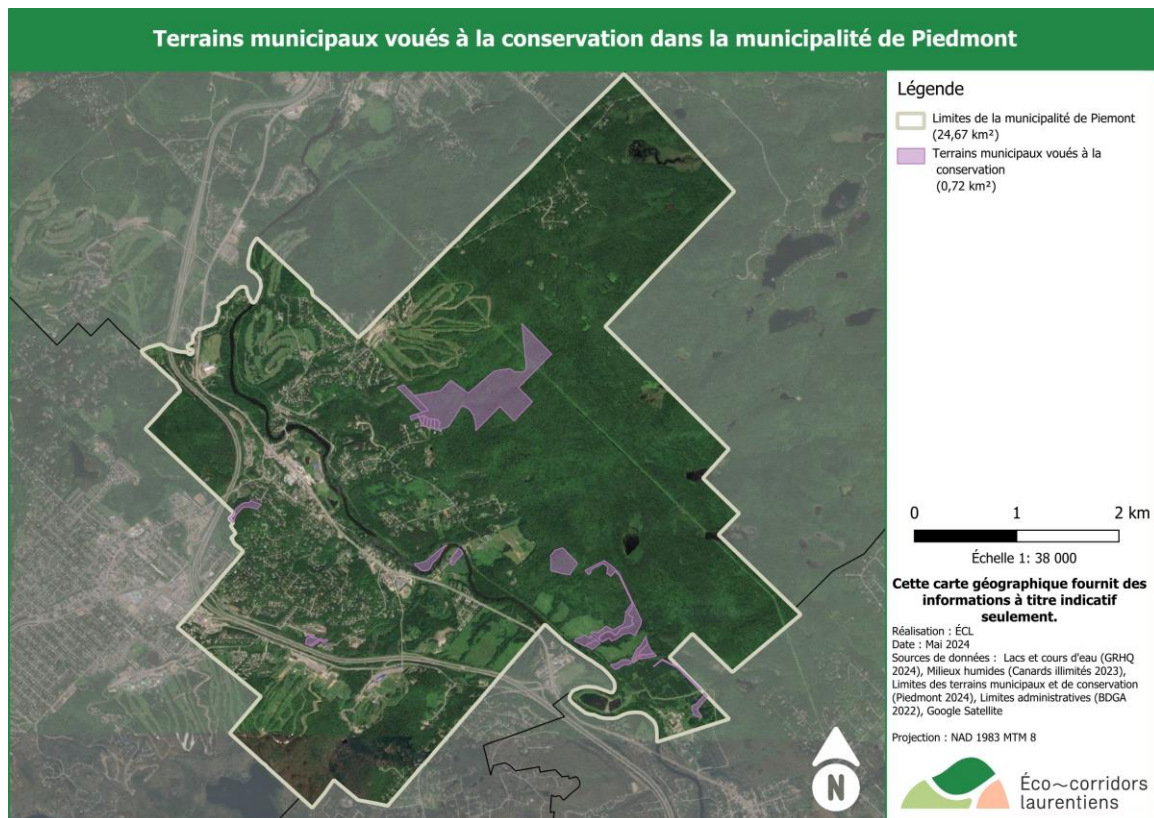 Terrains municipaux voués à la conservation dans la municipalité de Piedmont
Légende
Limites de la municipalité de Piemont
(24,67 km²)
Terrains municipaux voués à la
conservation
(0,72 km²)
0 1 2 km
Échelle 1: 38 000
Cette carte géographique fournit des
informations à titre indicatif
seulement.
Réalisation : ÉCL
Date : Mai 2024
Sources de données : Lacs et cours d'eau (GRHQ
2024), Milieux humides (Canards illimités 2023),
Limites des terrains municipaux et de conservation
(Piedmont 2024), Limites administratives (BDGA
2022), Google Satellite
Projection : NAD 1983 MTM 8
N
Éco~corridors
laurentiens